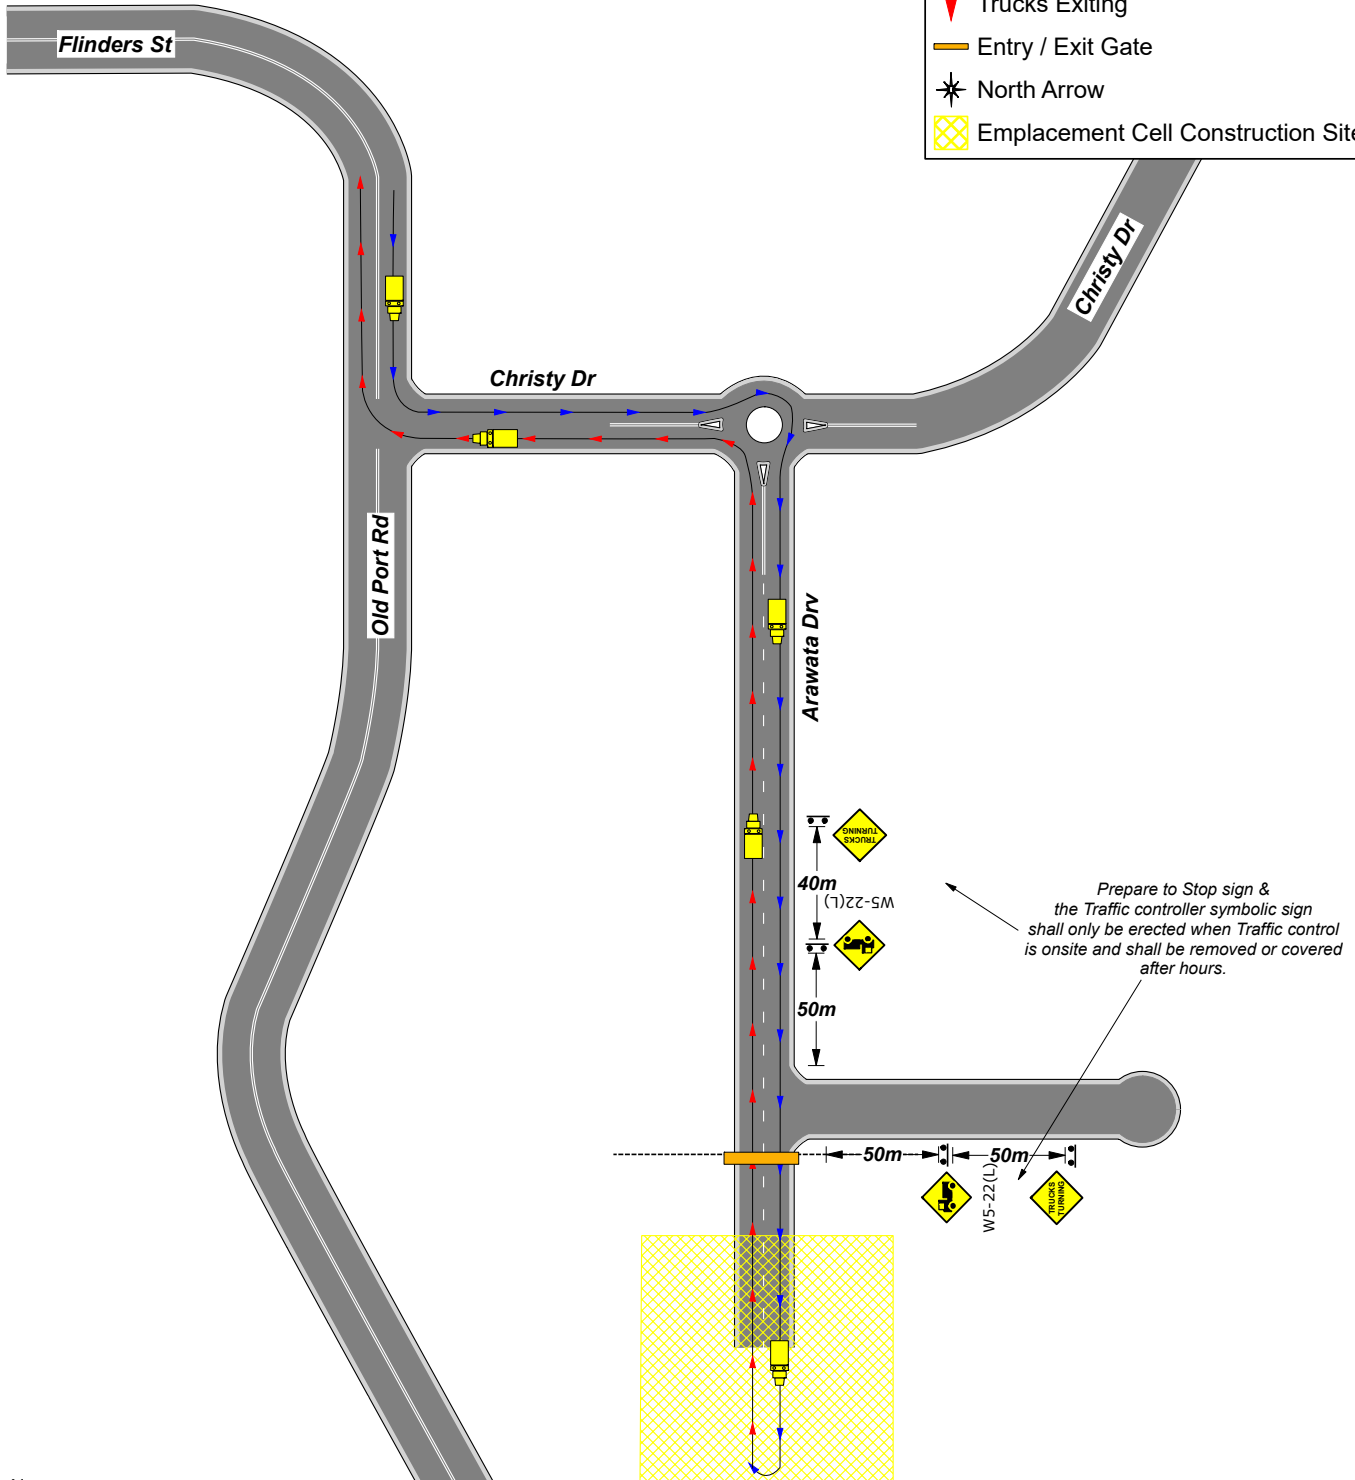 Trucks Exiting
Flinders St
Entry / Exit Gate
North Arrow
Emplacement Cell Construction Site
Christy Dr
Christy Dr
Old Port Rd
Arawata Drv
TRUCKS
TURNING
40m
W5-22(L)
Prepare to Stop sign &
the Traffic controller symbolic sign
shall only be erected when Traffic control
is onsite and shall be removed or covered
after hours.
50m
50m
50m
W5-22(L)
TRUCKS
TURNING